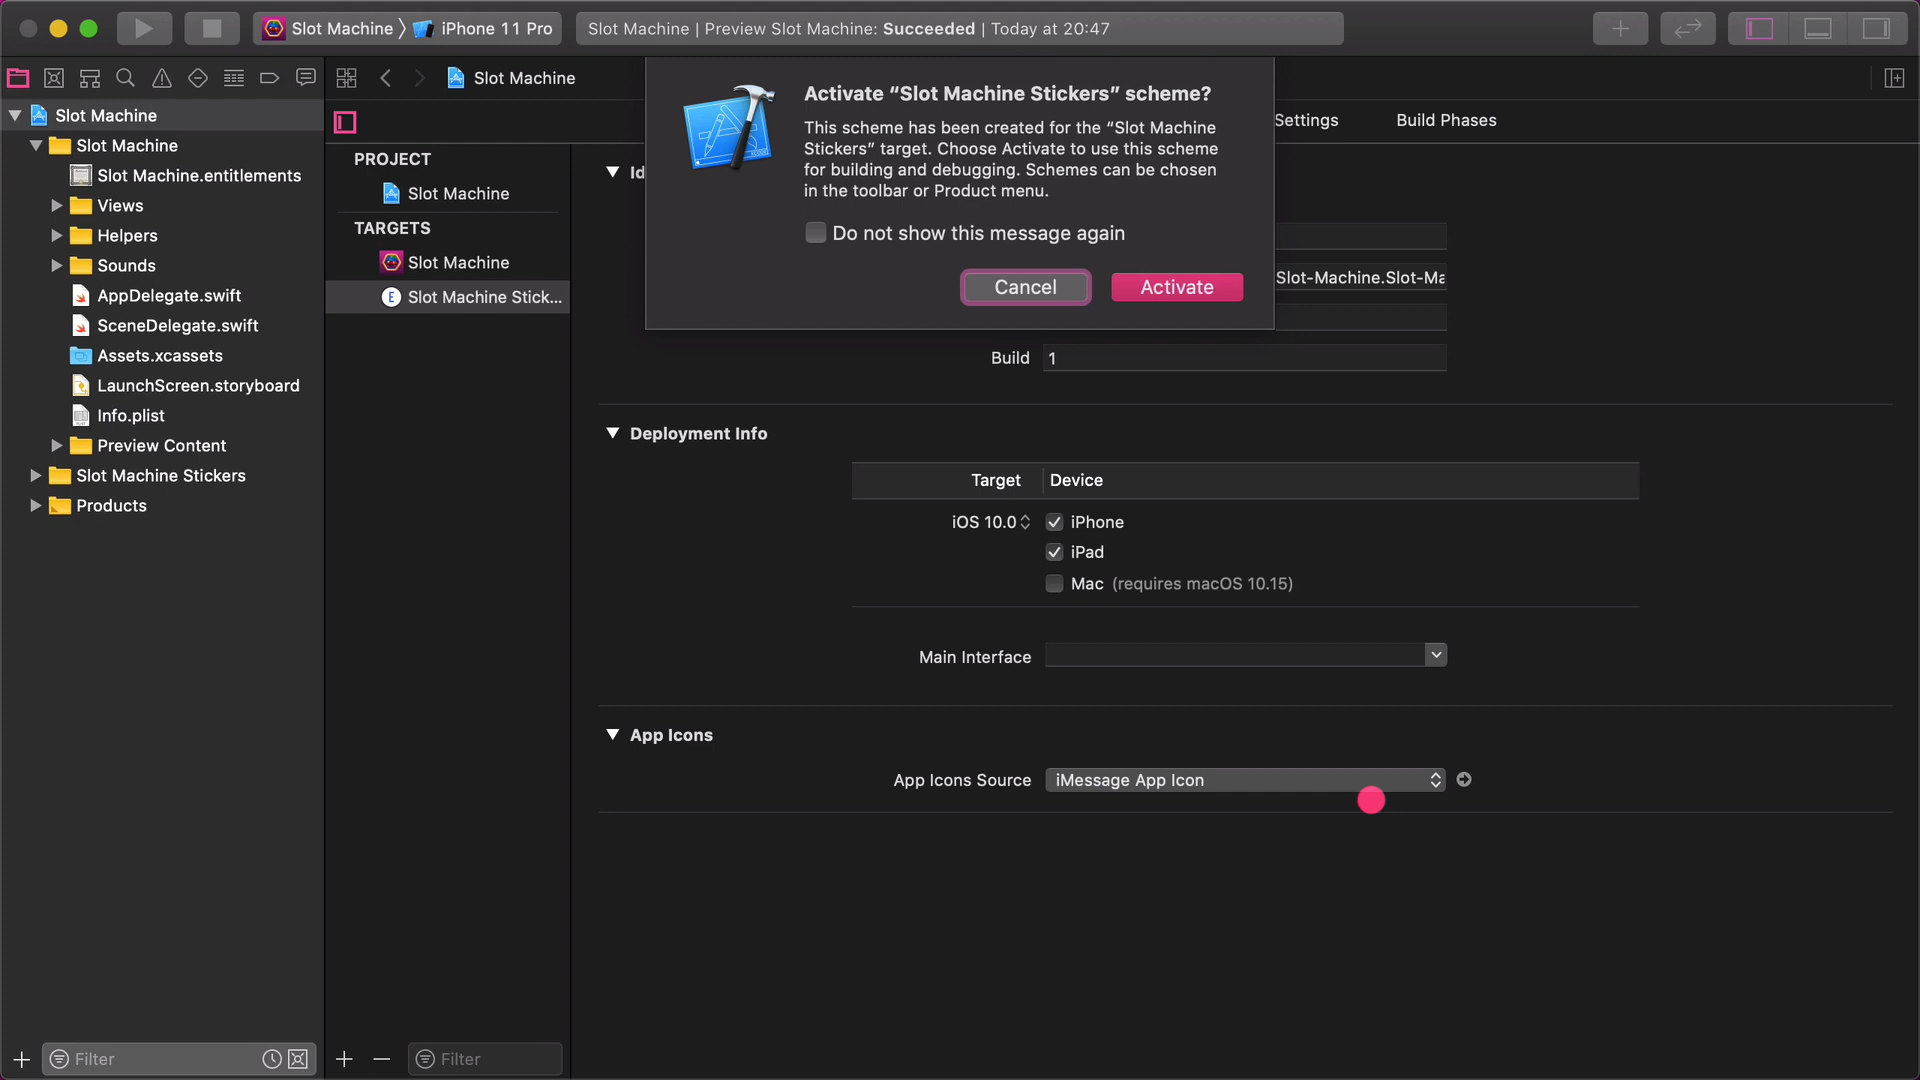 Slot Machine
iPhone 11 Pro
Slot Machine | Preview Slot Machine: Succeeded | Today at 20:47
Slot Machine
Slot Machine
Slot Machine
Slot Machine.entitlements
Views
Helpers
Sounds
AppDelegate.swift
SceneDelegate.swift
Assets.xcassets
LaunchScreen.storyboard
Info.plist
Preview Content
Slot Machine Stickers
Products
Filter
PROJECT
Slot Machine
TARGETS
Slot Machine
E
Slot Machine Stick...
Filter
Activate “Slot Machine Stickers” scheme?
This scheme has been created for the “Slot Machine
Stickers” target. Choose Activate to use this scheme
for building and debugging. Schemes can be chosen
in the toolbar or Product menu.
Do not show this message again
Cancel
Activate
Settings
Build Phases
Id
Slot-Machine.Slot-Ma
Build
1
Deployment Info
Target
Device
iOS 10.0
iPhone
iPad
Mac (requires macOS 10.15)
Main Interface
App Icons
App Icons Source
iMessage App Icon